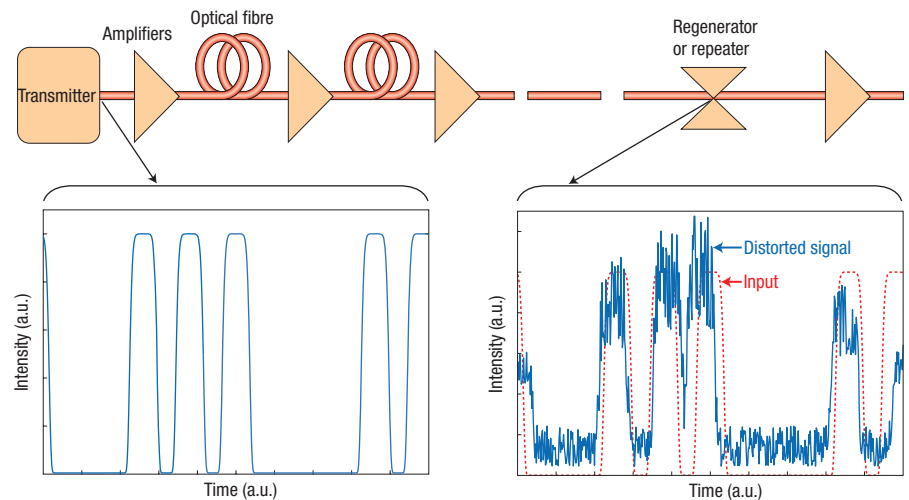 Transmitter
Amplifiers
Optical fibre
Regenerator
or repeater
Intensity (a.u.)
Time (a.u.)
Distorted signal
Input
Intensity (a.u.)
Time (a.u.)